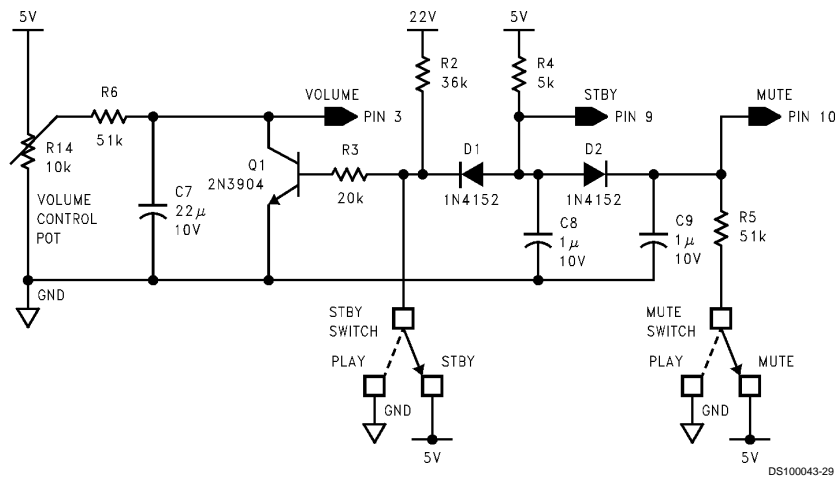 5V
22V
5V
R6
51k
VOLUME
PIN 3
R2
36k
R4
5k
STBY
PIN 9
MUTE
PIN 10
R14
10k
VOLUME
CONTROL
POT
C7
22μ
10V
Q1
2N3904
R3
20k
D1
1N4152
D2
1N4152
C8
1μ
10V
C9
1μ
10V
R5
51k
GND
STBY
SWITCH
PLAY
STBY
GND
5V
MUTE
SWITCH
PLAY
MUTE
GND
5V
DS100043-29